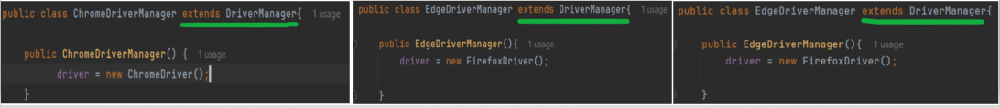 public class ChromeDriverManager extends DriverManager{ 1 usage
public ChromeDriverManager() { 1 usage
driver = new ChromeDriver();
}
public class EdgeDriverManager extends DriverManager{ 1 usage
public EdgeDriverManager(){ 1 usage
driver = new FirefoxDriver();
}
public class EdgeDriverManager extends DriverManager{
public EdgeDriverManager(){ 1 usage
driver = new FirefoxDriver();
}